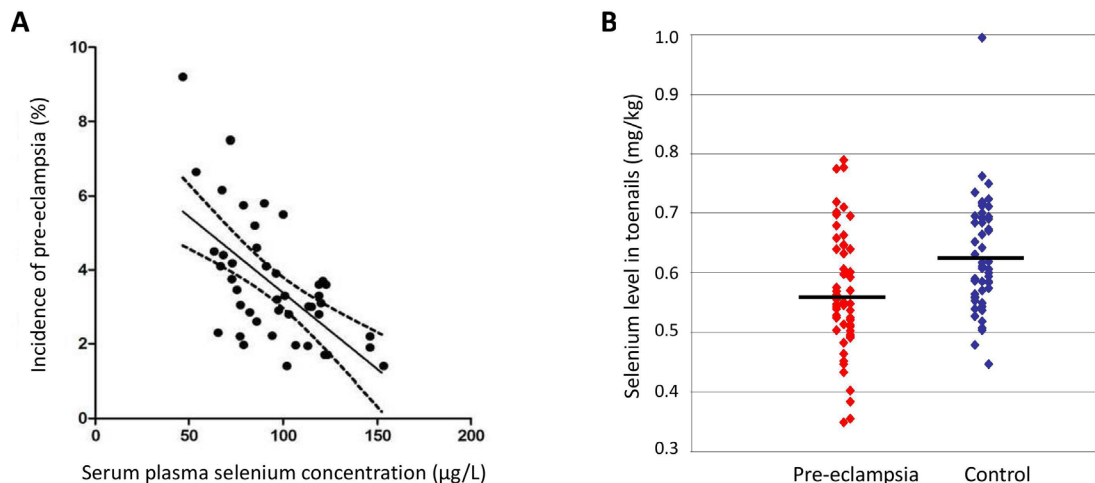 A
10
8
6
4
2
0
0 50 100 150 200
Incidence of pre-eclampsia (%)
Serum plasma selenium concentration (µg/L)
B
1.0
0.9
0.8
0.7
0.6
0.5
0.4
0.3
Selenium level in toenails (mg/kg)
Pre-eclampsia Control